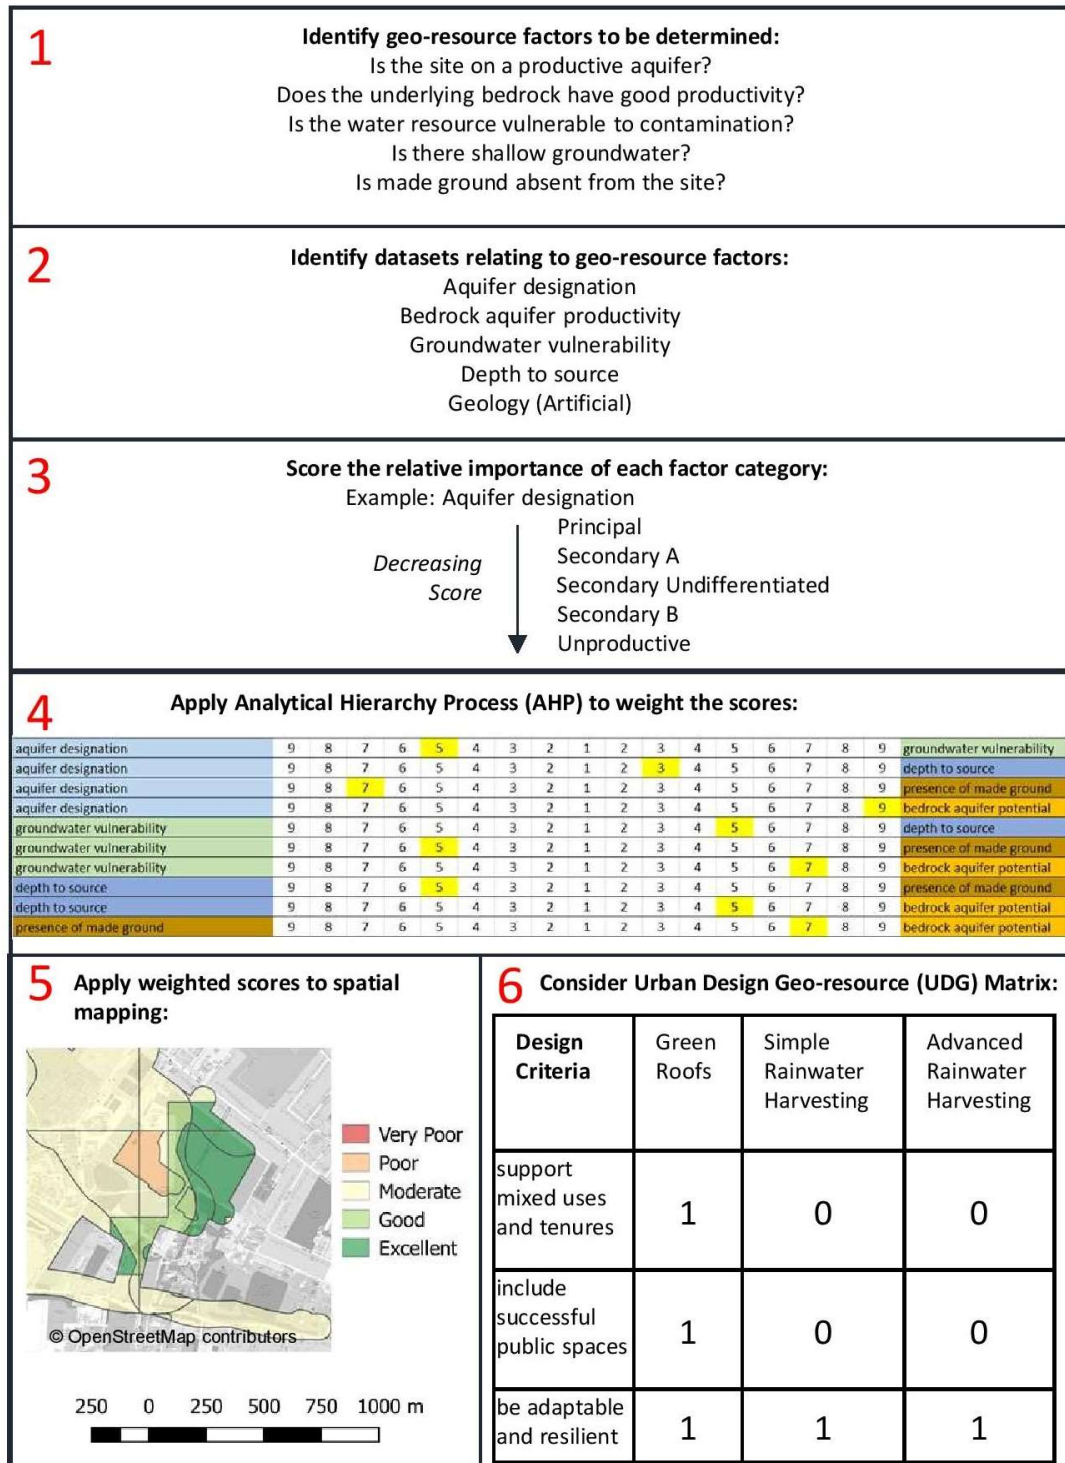 1
Identify geo-resource factors to be determined:
Is the site on a productive aquifer?
Does the underlying bedrock have good productivity?
Is the water resource vulnerable to contamination?
Is there shallow groundwater?
Is made ground absent from the site?
2
Identify datasets relating to geo-resource factors:
Aquifer designation
Bedrock aquifer productivity
Groundwater vulnerability
Depth to source
Geology (Artificial)
3
Score the relative importance of each factor category:
Example: Aquifer designation
Decreasing
Score
Principal
Secondary A
Secondary Undifferentiated
Secondary B
Unproductive
4
Apply Analytical Hierarchy Process (AHP) to weight the scores:
aquifer designation 9 8 7 6 5 4 3 2 1 2 3 4 5 6 7 8 9 groundwater vulnerability
aquifer designation 9 8 7 6 5 4 3 2 1 2 3 4 5 6 7 8 9 depth to source
aquifer designation 9 8 7 6 5 4 3 2 1 2 3 4 5 6 7 8 9 presence of made ground
aquifer designation 9 8 7 6 5 4 3 2 1 2 3 4 5 6 7 8 9 bedrock aquifer potential
groundwater vulnerability 9 8 7 6 5 4 3 2 1 2 3 4 5 6 7 8 9 depth to source
groundwater vulnerability 9 8 7 6 5 4 3 2 1 2 3 4 5 6 7 8 9 presence of made ground
groundwater vulnerability 9 8 7 6 5 4 3 2 1 2 3 4 5 6 7 8 9 bedrock aquifer potential
depth to source 9 8 7 6 5 4 3 2 1 2 3 4 5 6 7 8 9 presence of made ground
depth to source 9 8 7 6 5 4 3 2 1 2 3 4 5 6 7 8 9 bedrock aquifer potential
presence of made ground 9 8 7 6 5 4 3 2 1 2 3 4 5 6 7 8 9 bedrock aquifer potential
5
Apply weighted scores to spatial
mapping:
Very Poor
Poor
Moderate
Good
Excellent
© OpenStreetMap contributors
250 0 250 500 750 1000 m
6
Consider Urban Design Geo-resource (UDG) Matrix:
Design
Criteria
Green
Roofs
Simple
Rainwater
Harvesting
Advanced
Rainwater
Harvesting
support
mixed uses
and tenures
1 0 0
include
successful
public spaces
1 0 0
be adaptable
and resilient
1 1 1